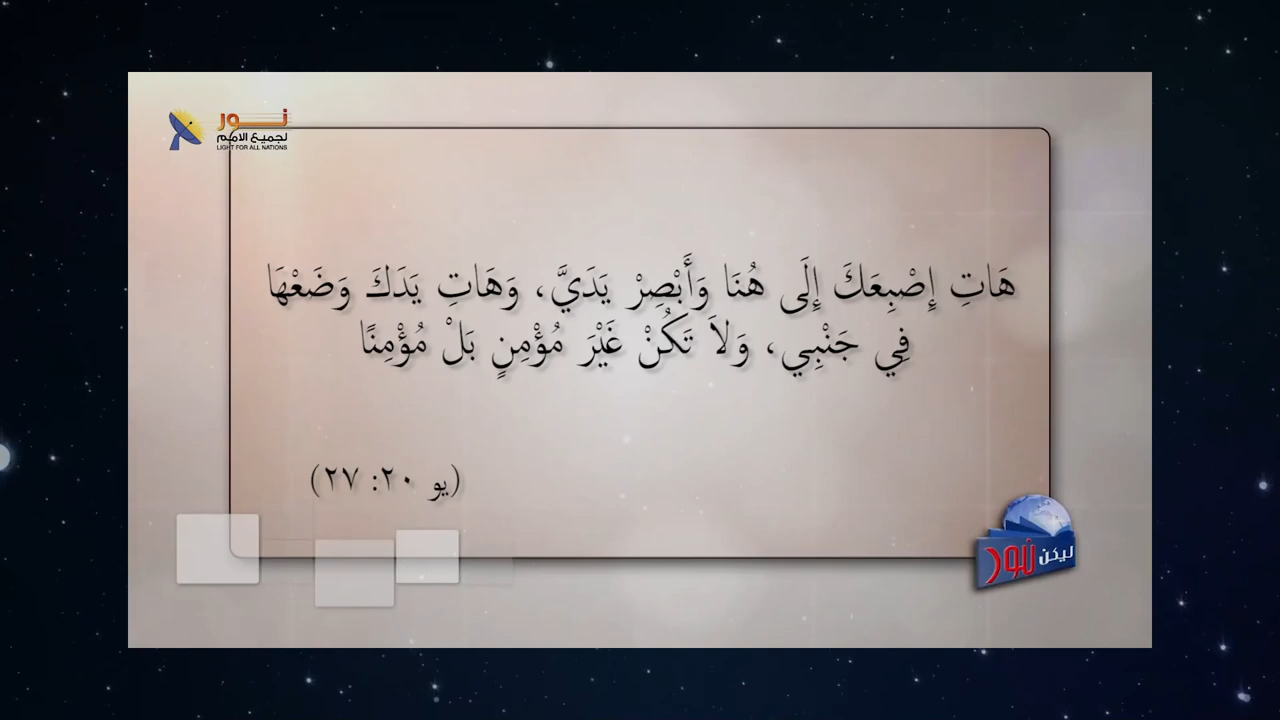 نور
لجميع الامم
LIGHT FOR ALL NATIONS
هَاتِ إِصْبِعَكَ إِلَى هُنَا وَأَبْصِرْ يَدَيَّ، وَهَاتِ يَدَكَ وَضَعْهَا
فِي جَنْبِي، وَلاَ تَكُنْ غَيْرَ مُؤْمِنٍ بَلْ مُؤْمِنًا
(يو ٢٠: ٢٧)
ليكن نور